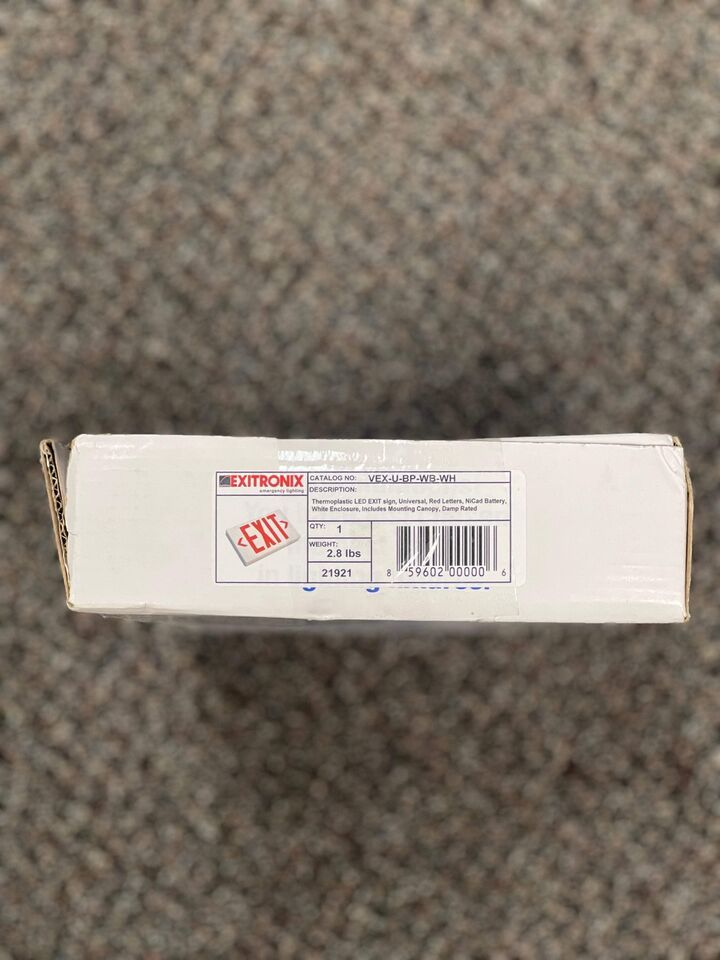 EXITRONIX
emergency lighting
CATALOG NO: VEX-U-BP-WB-WH
DESCRIPTION:
Thermoplastic LED EXIT sign, Universal, Red Letters, NiCad Battery,
White Enclosure, Includes Mounting Canopy, Damp Rated
<EXIT>
QTY: 1
WEIGHT:
2.8 lbs
21921
8 59602 00000 6